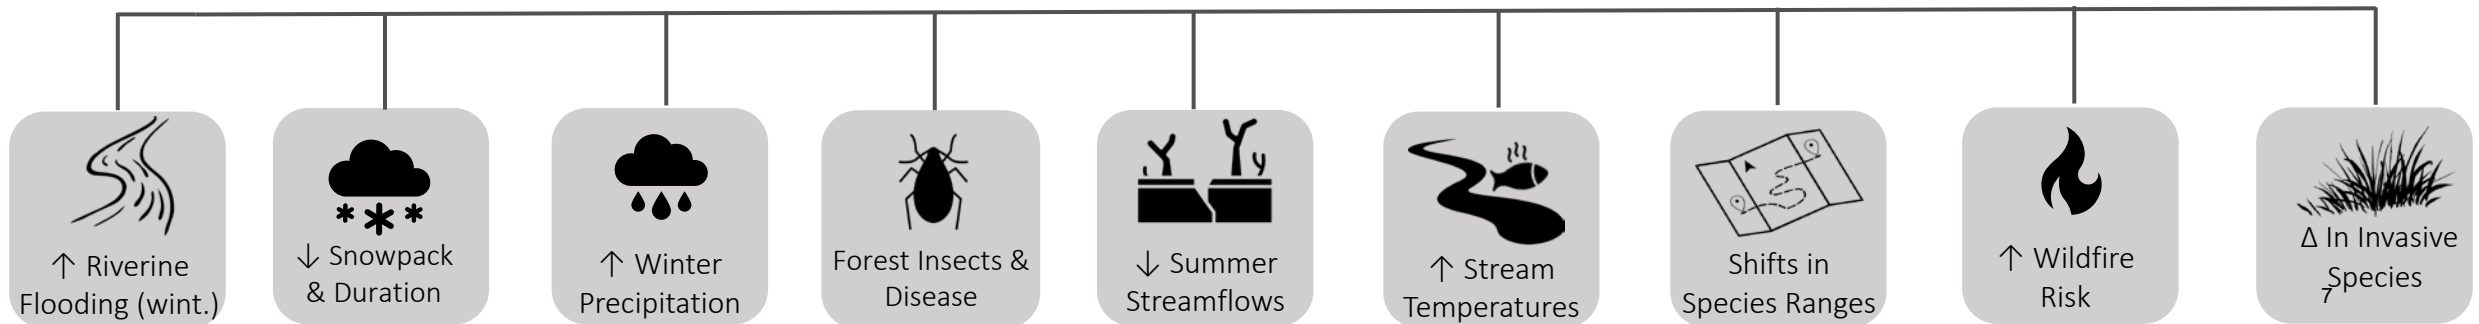 ↑ Riverine
Flooding (wint.)
↓ Snowpack
& Duration
↑ Winter
Precipitation
Forest Insects &
Disease
↓ Summer
Streamflows
↑ Stream
Temperatures
Shifts in
Species Ranges
↑ Wildfire
Risk
Δ In Invasive
Species
7